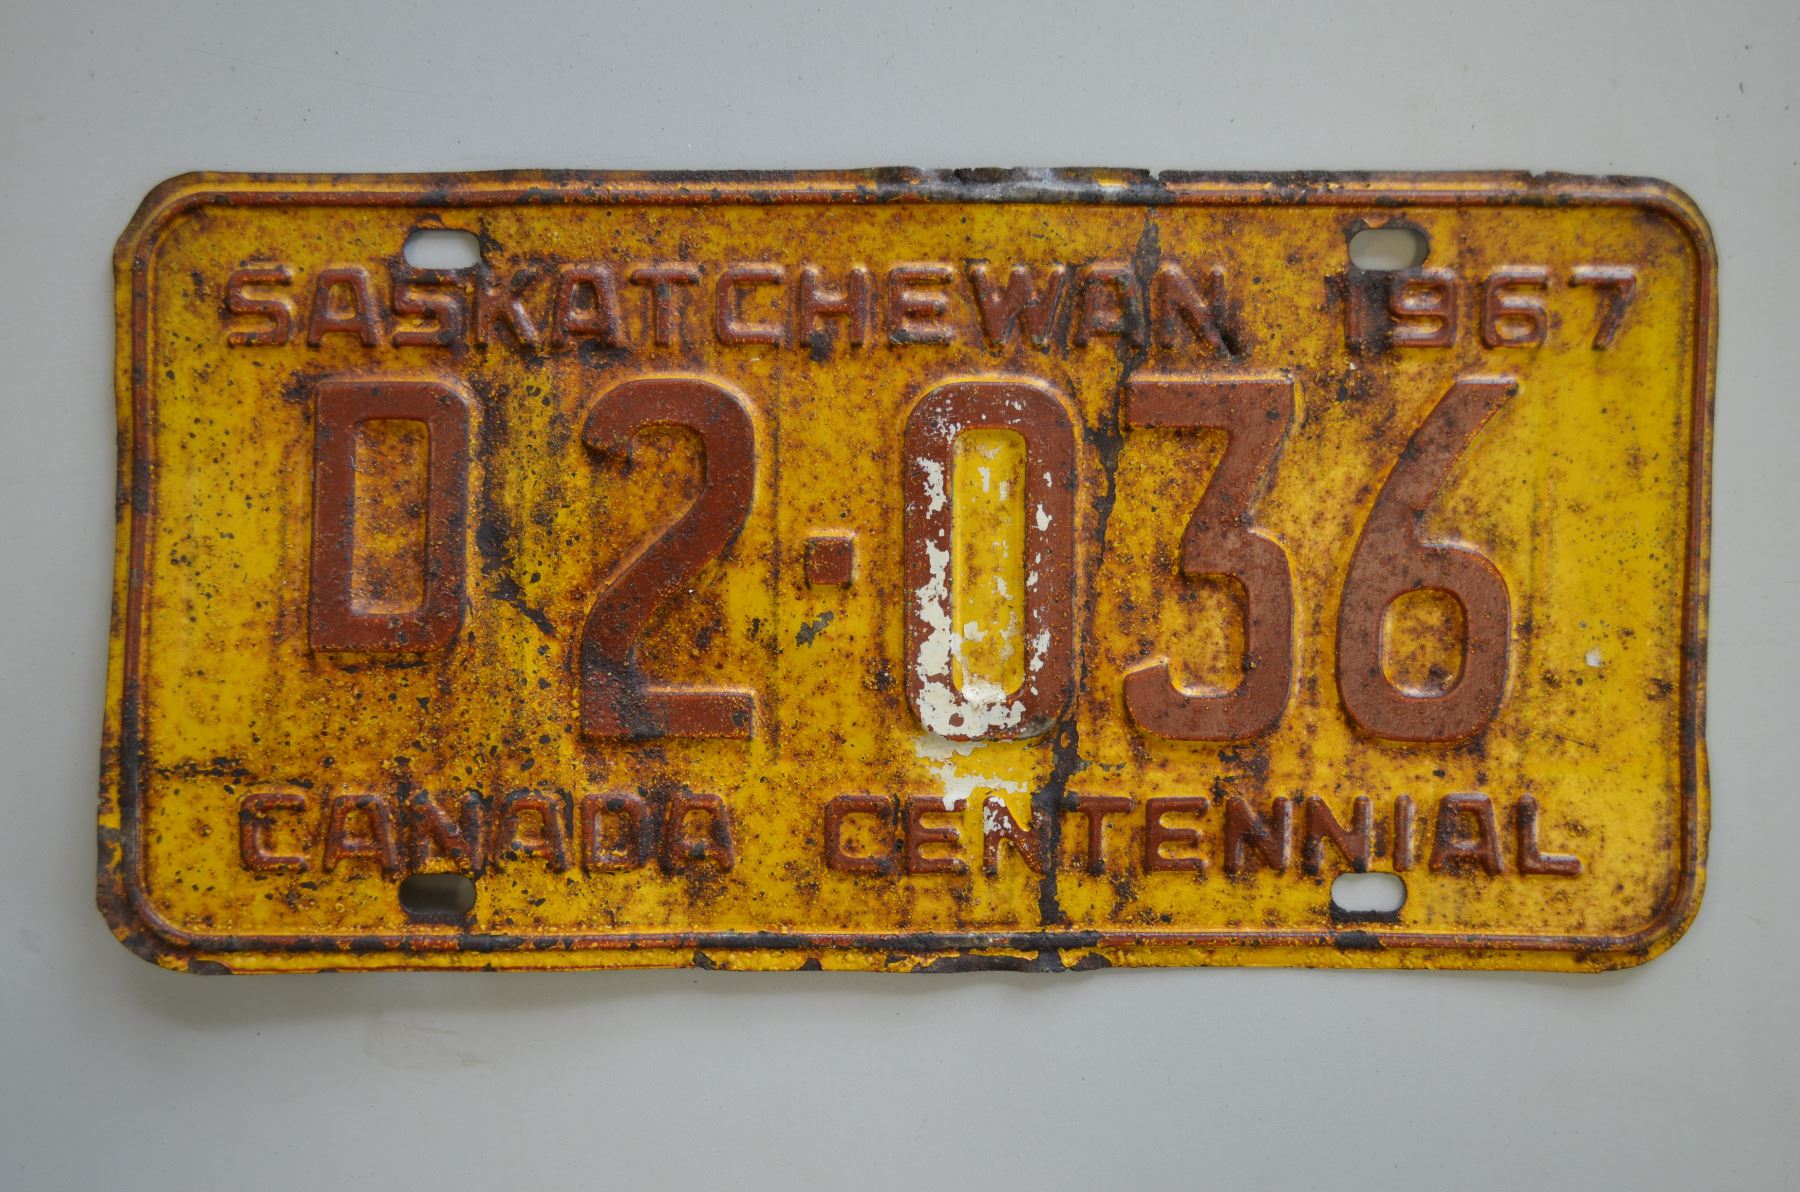 SASKATCHEWAN 1967
D2·036
CANADA CENTENNIAL